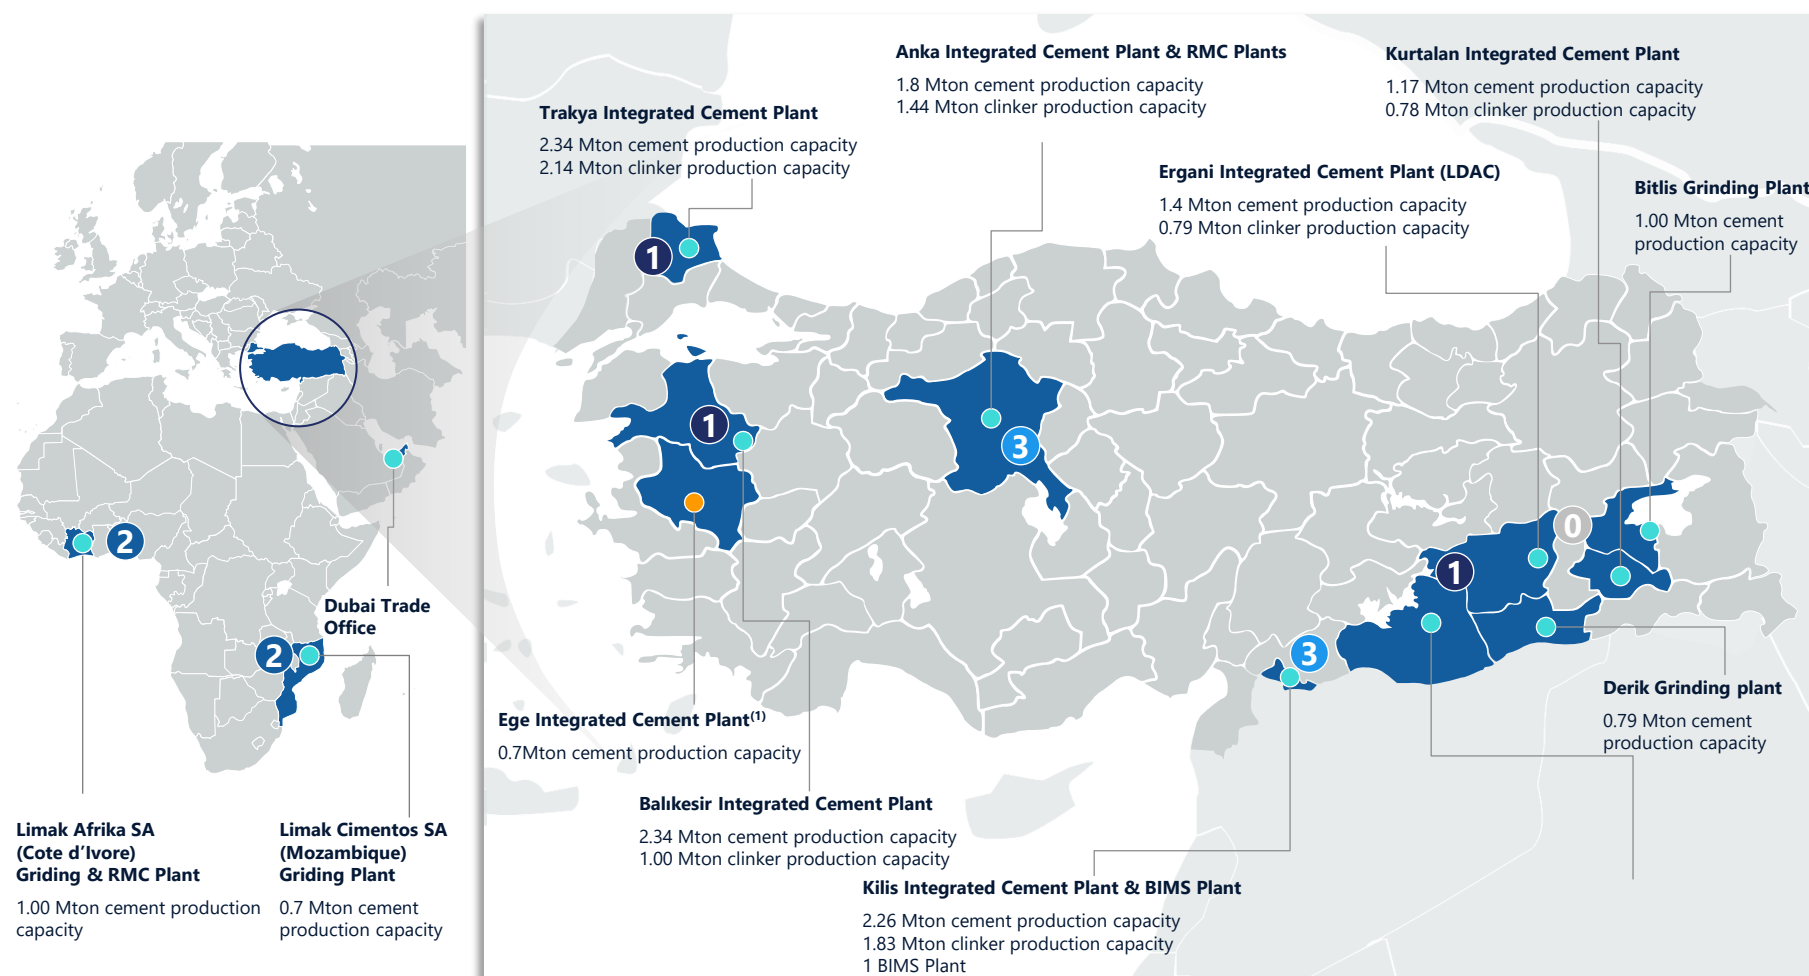 Anka Integrated Cement Plant & RMC Plants
1.8 Mton cement production capacity
1.44 Mton clinker production capacity
Kurtalan Integrated Cement Plant
1.17 Mton cement production capacity
0.78 Mton clinker production capacity
Trakya Integrated Cement Plant
2.34 Mton cement production capacity
2.14 Mton clinker production capacity
Ergani Integrated Cement Plant (LDAC)
1.4 Mton cement production capacity
0.79 Mton clinker production capacity
Bitlis Grinding Plant
1.00 Mton cement
production capacity
1
1
3
0
1
3
2
2
Dubai Trade
Office
Ege Integrated Cement Plant(1)
0.7Mton cement production capacity
Derik Grinding plant
0.79 Mton cement
production capacity
Balıkesir Integrated Cement Plant
2.34 Mton cement production capacity
1.00 Mton clinker production capacity
Limak Afrika SA
(Cote d'Ivore)
Griding & RMC Plant
1.00 Mton cement production
capacity
Limak Cimentos SA
(Mozambique)
Griding Plant
0.7 Mton cement
production capacity
Kilis Integrated Cement Plant & BIMS Plant
2.26 Mton cement production capacity
1.83 Mton clinker production capacity
1 BIMS Plant